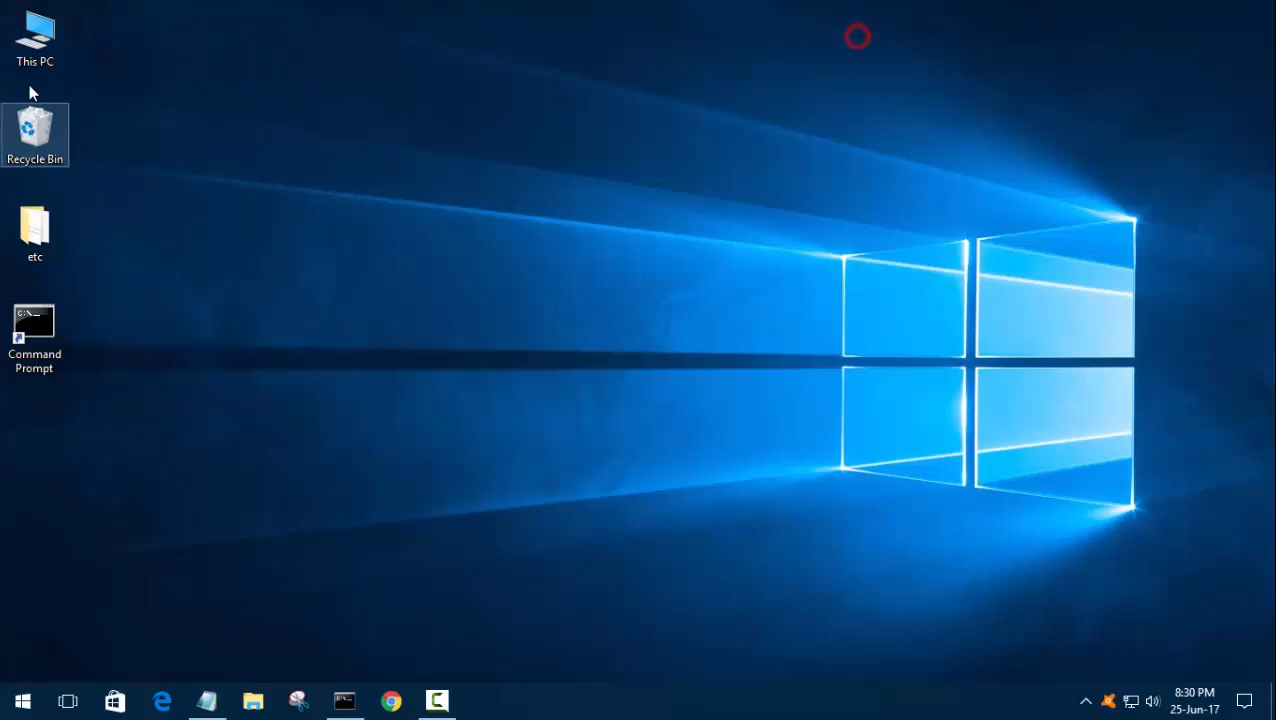 This PC
Recycle Bin
etc
C:\._
Command
Prompt
8:30 PM
25-Jun-17